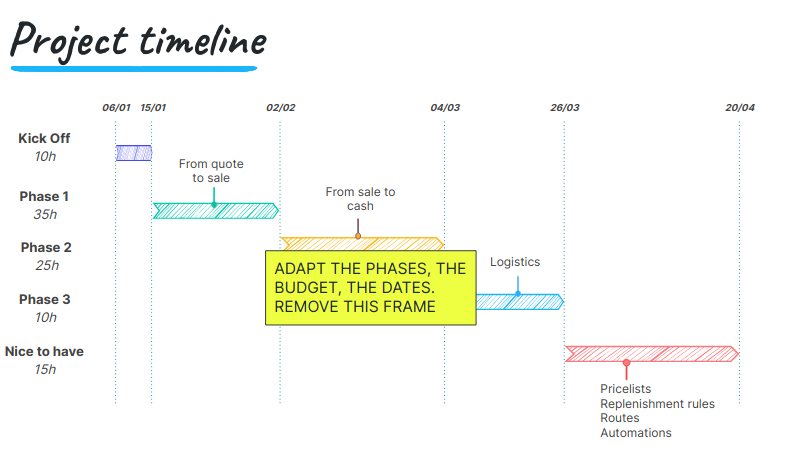 Project timeline
06/01 15/01 02/02 04/03 26/03 20/04
Kick Off
10h
From quote
to sale
Phase 1
35h
From sale to
cash
Phase 2
25h
ADAPT THE PHASES, THE
BUDGET, THE DATES.
REMOVE THIS FRAME
Logistics
Phase 3
10h
Nice to have
15h
Pricelists
Replenishment rules
Routes
Automations